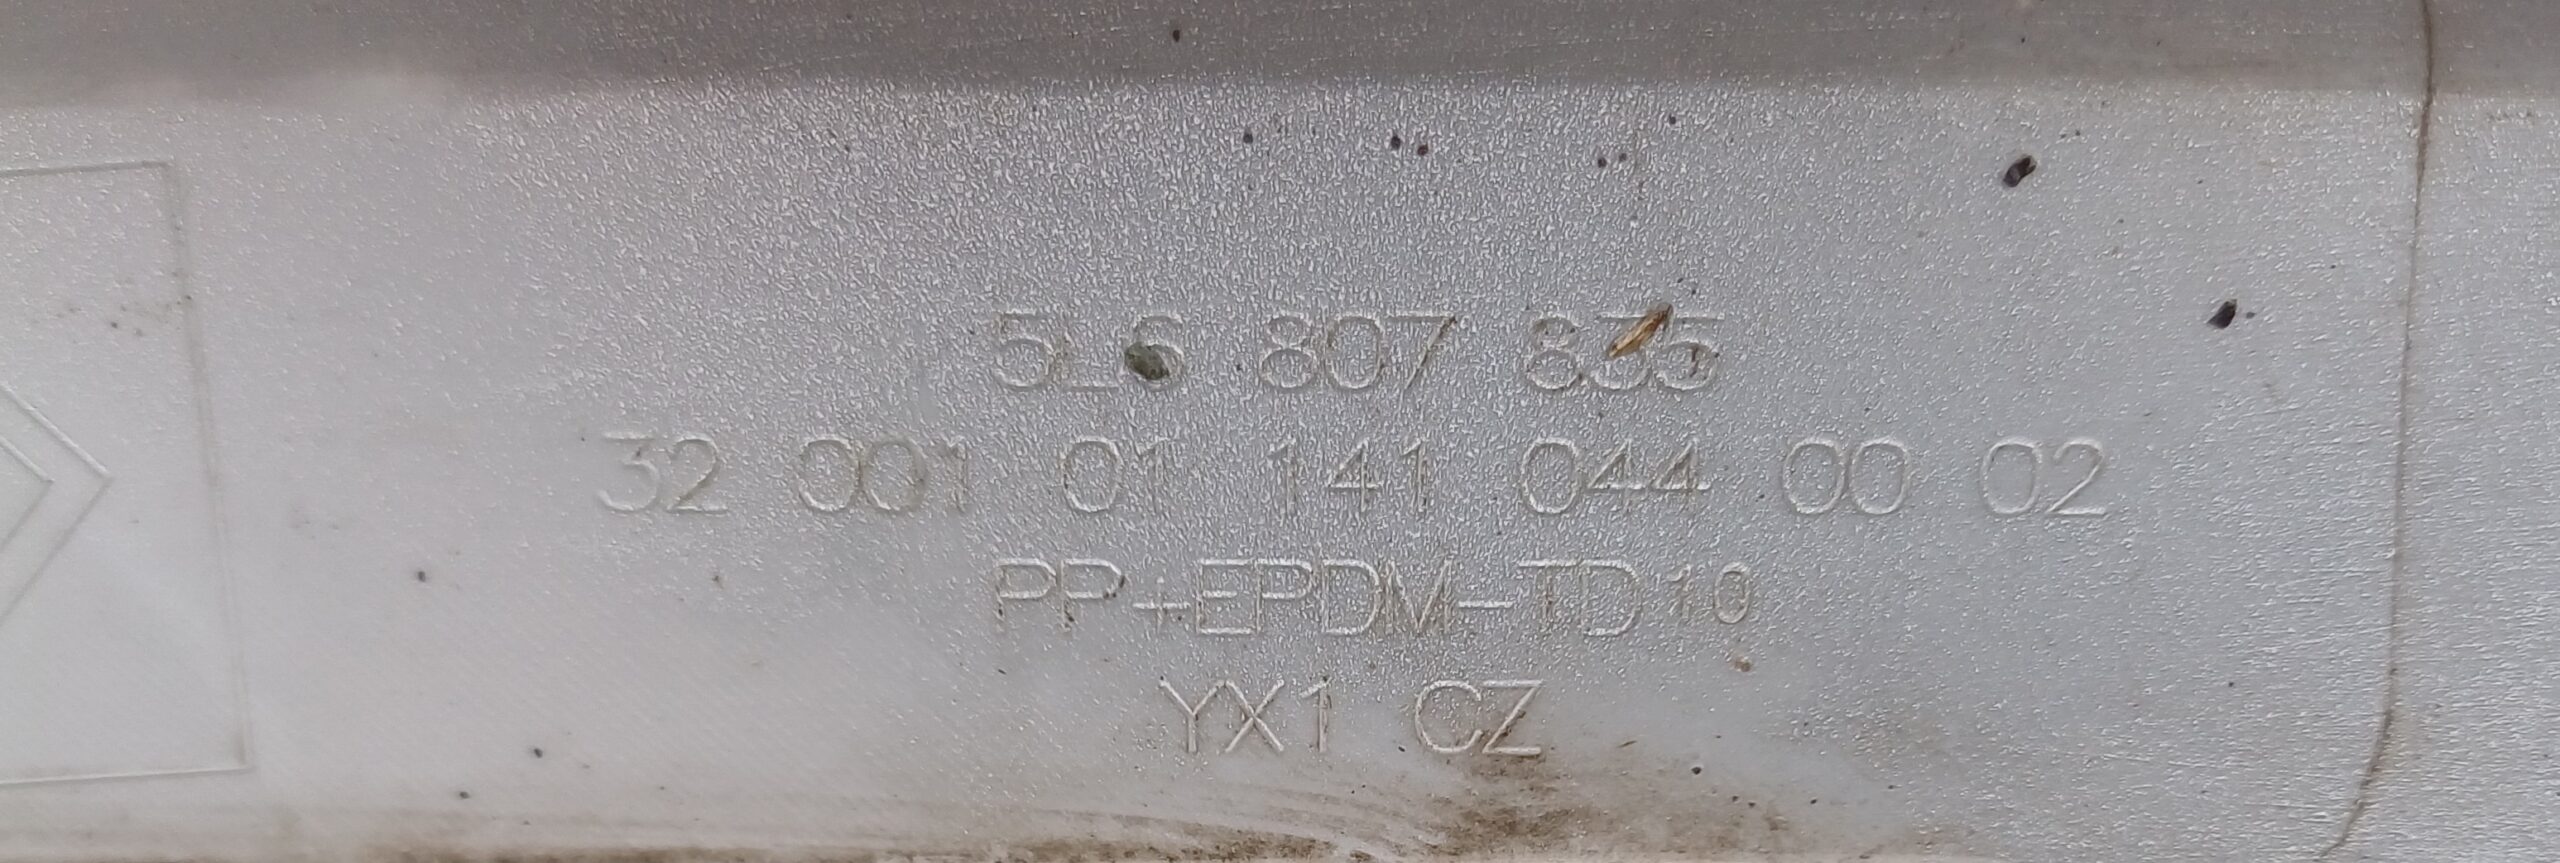 5L6 807 835
32 001 01 141 044 00 02
PP+EPDM-TD10
YX1 CZ